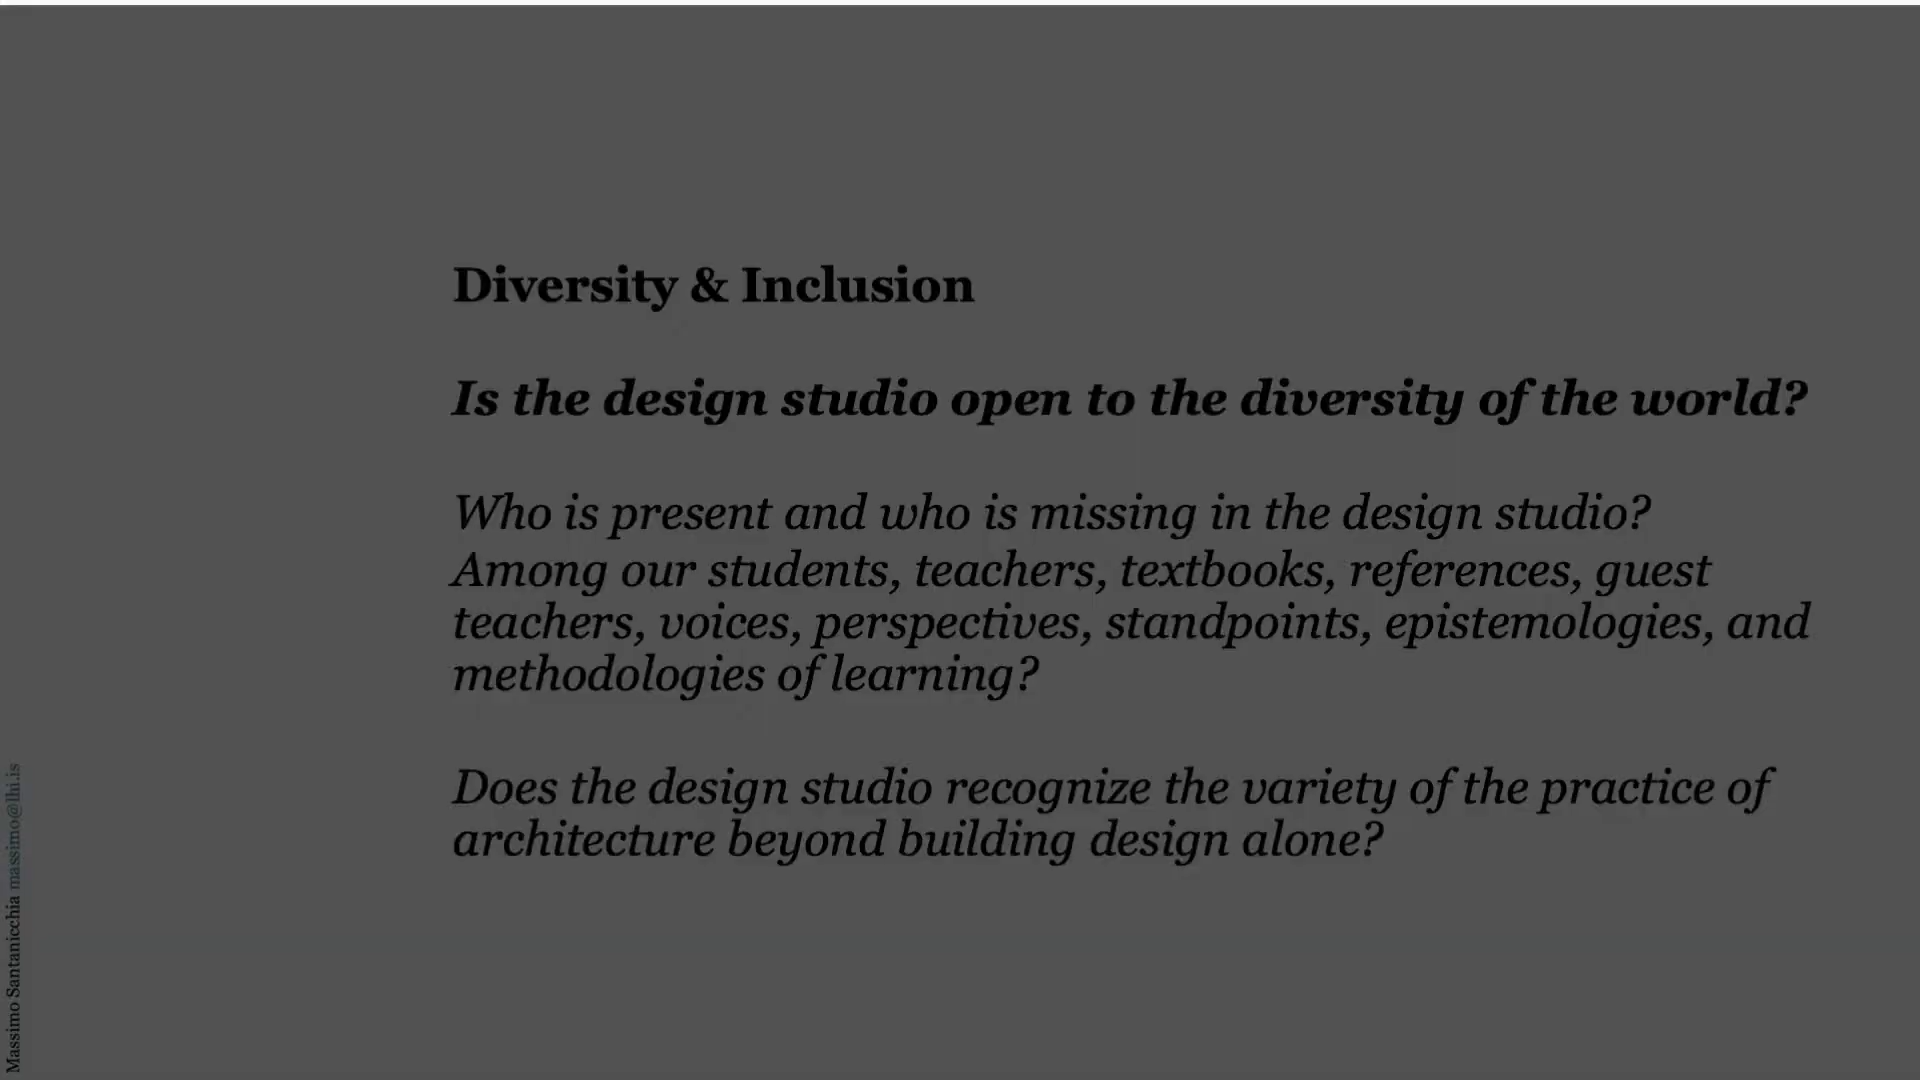 Diversity & Inclusion
Is the design studio open to the diversity of the world?
Who is present and who is missing in the design studio?
Among our students, teachers, textbooks, references, guest
teachers, voices, perspectives, standpoints, epistemologies, and
methodologies of learning?
Does the design studio recognize the variety of the practice of
architecture beyond building design alone?
Massimo Santanicchia massimo@lhi.is